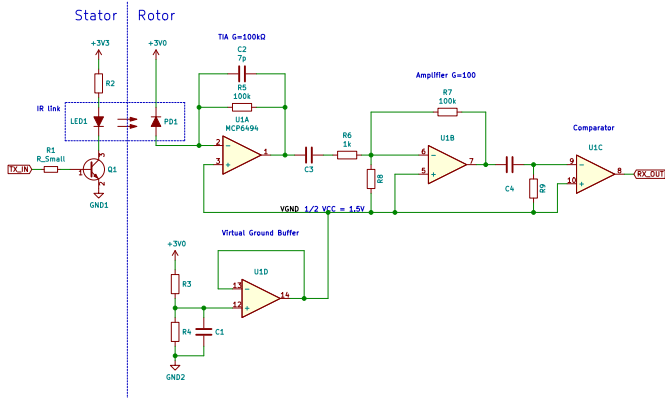 Stator
Rotor
TIA G=100kΩ
+3V3
+3V0
C2
7p
R2
R5
100k
Amplifier G=100
R7
100k
IR link
LED1
PD1
U1A
MCP6494
Comparator
R1
R_Small
TX_IN
1
3
2
Q1
GND1
2
3
1
C3
R6
1k
R8
6
5
U1B
7
C4
R9
9
10
U1C
8
RX_OUT
VGND 1/2 VCC = 1.5V
Virtual Ground Buffer
+3V0
R3
R4
C1
GND2
U1D
13
12
14